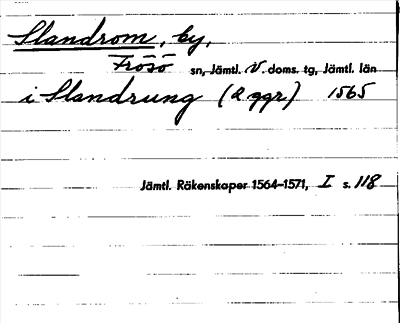 Slandrom, by,
Frösö sn, Jämtl. V. doms. tg, Jämtl. län
i Slandrung (2 ggr) 1565
Jämtl. Räkenskaper 1564–1571, I s. 118